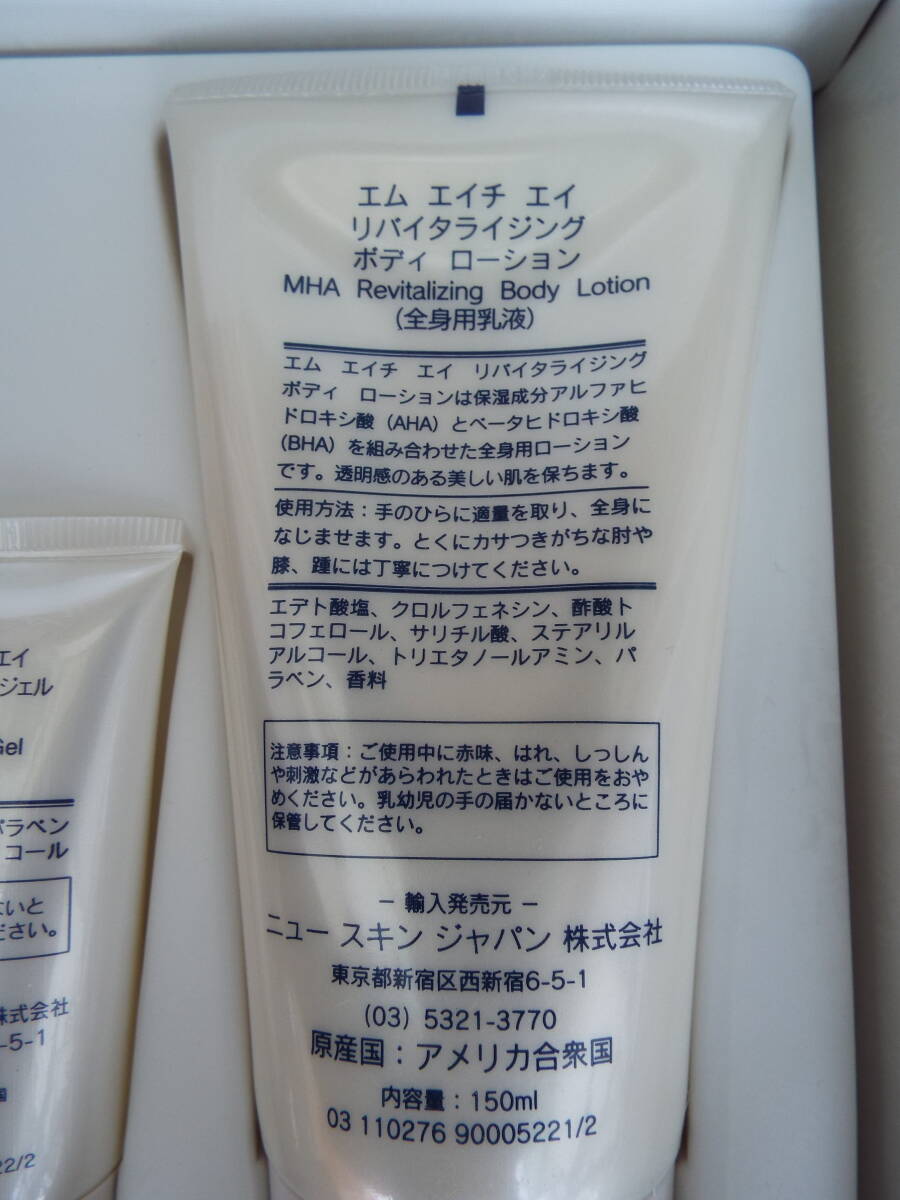 エム エイチ エイ
リバイタライジング
ボディ ローション
MHA Revitalizing Body Lotion
(全身用乳液)
エム エイチ エイ リバイタライジング
ボディ ローションは保湿成分アルファヒ
ドロキシ酸（AHA）とベータヒドロキシ酸
（BHA）を組み合わせた全身用ローション
です。透明感のある美しい肌を保ちます。
使用方法：手のひらに適量を取り、全身に
なじませます。とくにカサつきがちな肘や
膝、踵には丁寧につけてください。
エデト酸塩、クロルフェネシン、酢酸ト
コフェロール、サリチル酸、ステアリル
アルコール、トリエタノールアミン、パ
ラベン、香料
注意事項：ご使用中に赤味、はれ、しっしん
や刺激などがあらわれたときはご使用をおや
めください。乳幼児の手の届かないところに
保管してください。
－ 輸入発売元 －
ニュー スキン ジャパン 株式会社
東京都新宿区西新宿6-5-1
(03) 5321-3770
原産国：アメリカ合衆国
内容量：150ml
03 110276 90005221/2
エイ
ジェル
Gel
パラベン
コール
ないと
ださい。
株式会社
-5-1
国
22/2